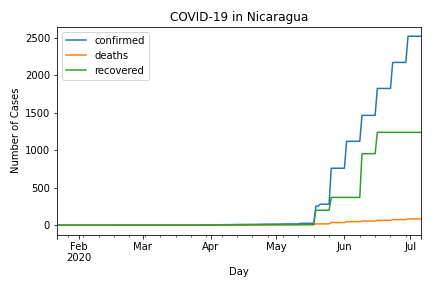 COVID-19 in Nicaragua
confirmed
deaths
recovered
Number of Cases
2500
2000
1500
1000
500
0
Feb Mar Apr May Jun Jul
2020
Day